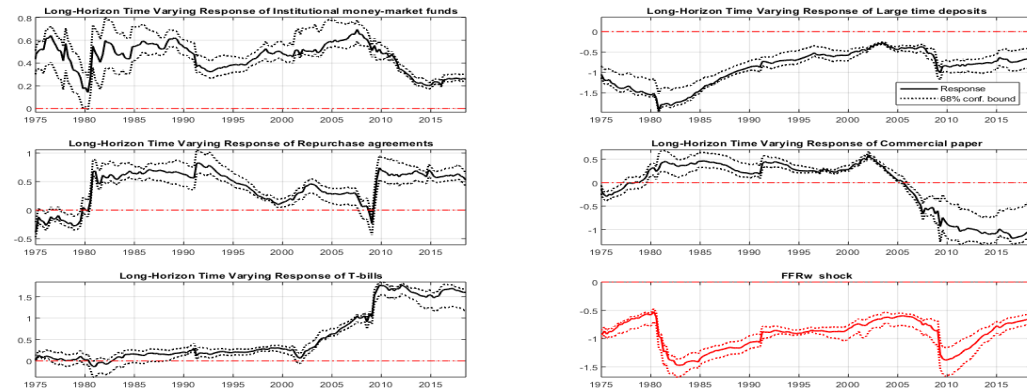 Long-Horizon Time Varying Response of Institutional money-market funds
0.8
0.6
0.4
0.2
0
1975 1980 1985 1990 1995 2000 2005 2010 2015
Long-Horizon Time Varying Response of Large time deposits
0
-0.5
-1
-1.5
Response
68% conf. bound
1975 1980 1985 1990 1995 2000 2005 2010 2015
Long-Horizon Time Varying Response of Repurchase agreements
1
0.5
0
-0.5
1975 1980 1985 1990 1995 2000 2005 2010 2015
Long-Horizon Time Varying Response of Commercial paper
0.5
0
-0.5
-1
1975 1980 1985 1990 1995 2000 2005 2010 2015
Long-Horizon Time Varying Response of T-bills
1.5
1
0.5
0
1975 1980 1985 1990 1995 2000 2005 2010 2015
FFRw shock
0
-0.5
-1
-1.5
1975 1980 1985 1990 1995 2000 2005 2010 2015